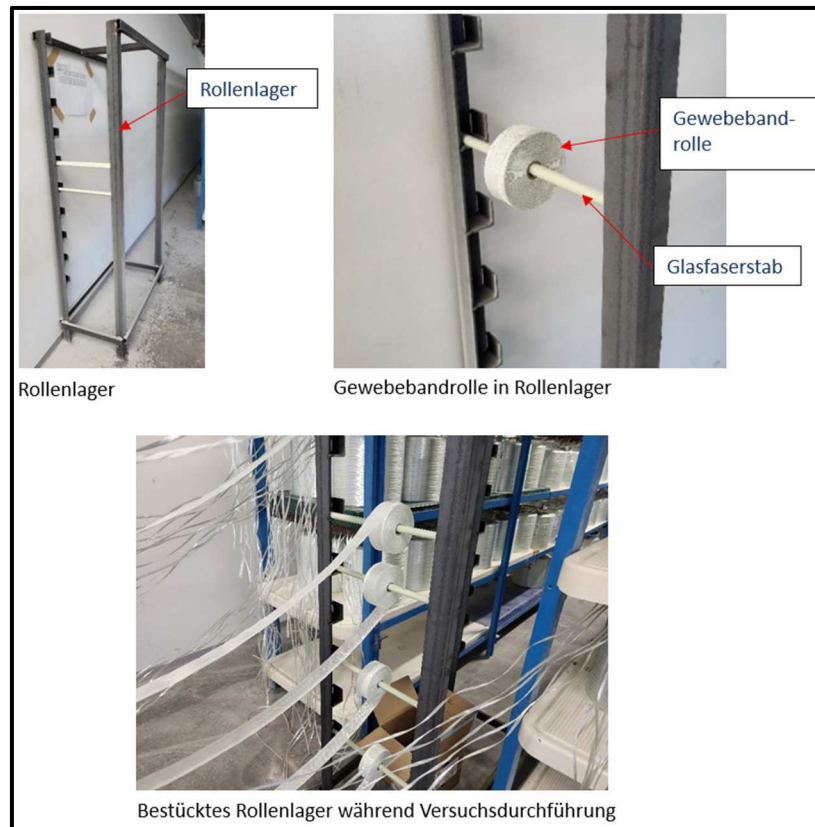 Rollenlager
Gewebeband-
rolle
Glasfaserstab
Rollenlager
Gewebebandrolle in Rollenlager
Bestücktes Rollenlager während Versuchsdurchführung